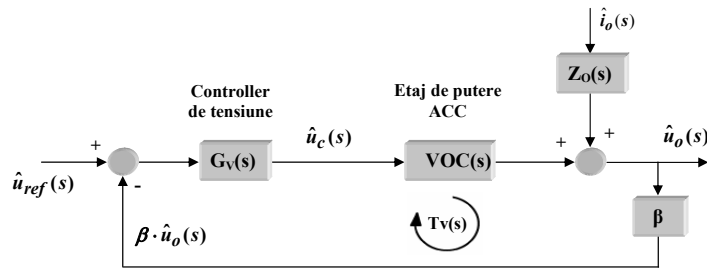 î_o(s)
Z_O(s)
Controller
de tensiune
Etaj de putere
ACC
+
û_c(s)
+
+
û_o(s)
G_V(s)
VOC(s)
û_ref(s)
-
β·û_o(s)
Tv(s)
β